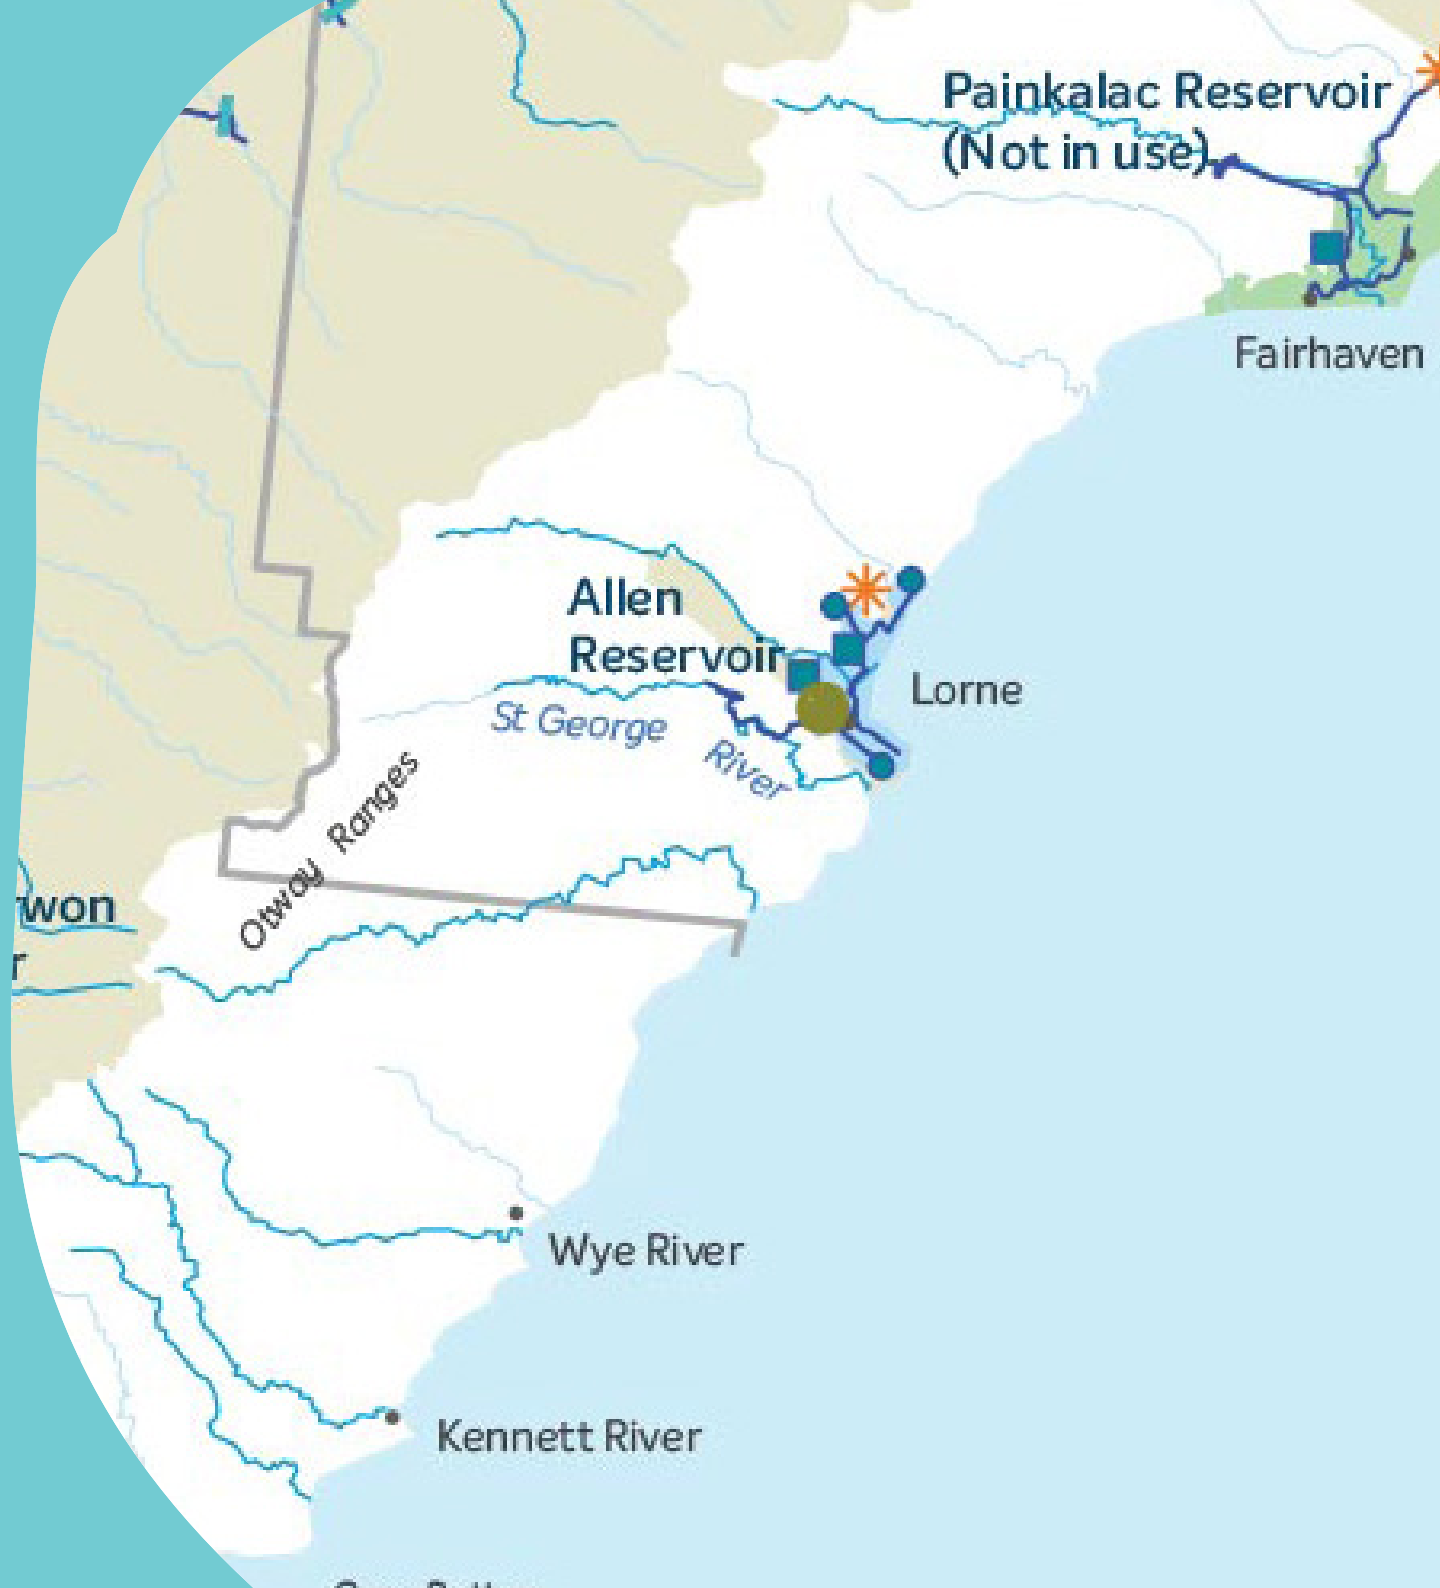 Painkalac Reservoir
(Not in use)
Fairhaven
Allen
Reservoir
Lorne
St George
River
Otway Ranges
won
r
Wye River
Kennett River